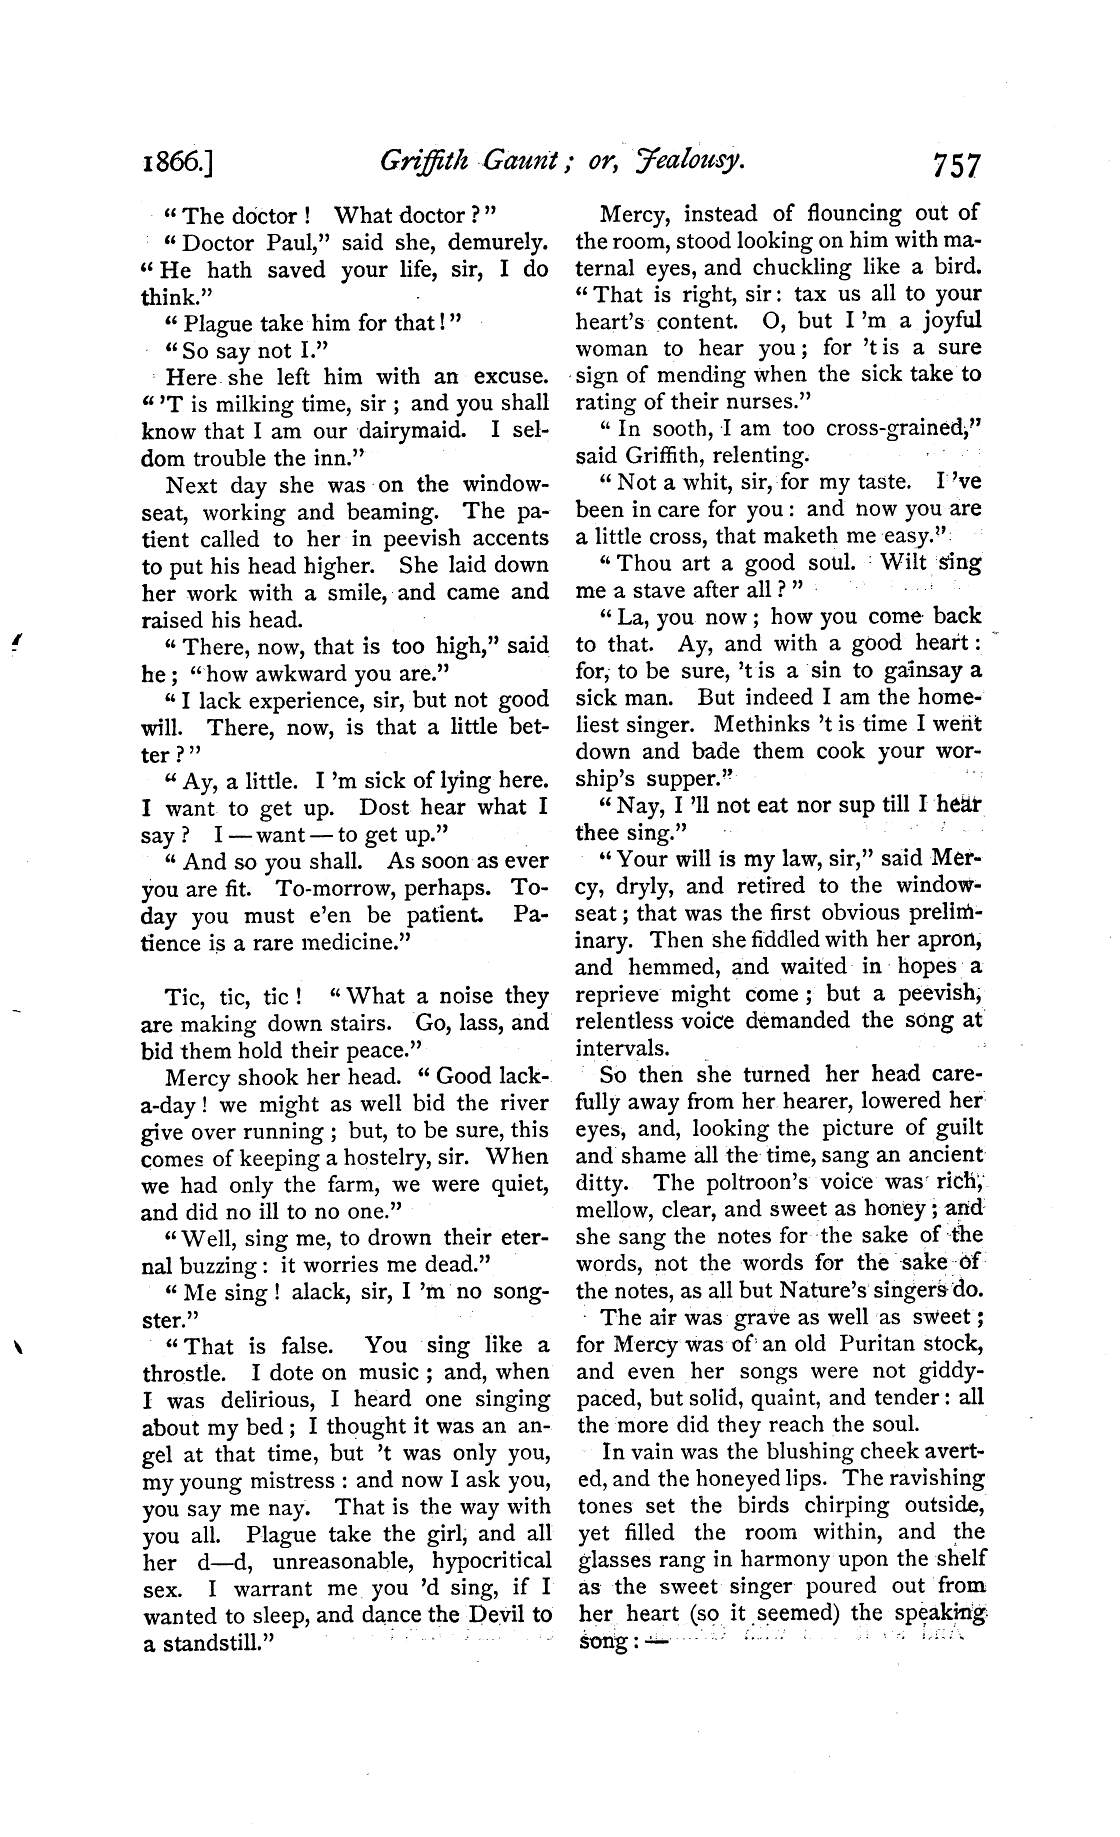 1866.] Griffith Gaunt; or, Jealousy. 757
“The doctor! What doctor?”
“Doctor Paul,” said she, demurely.
“He hath saved your life, sir, I do
think.”
“Plague take him for that!”
“So say not I.”
Here she left him with an excuse.
“’T is milking time, sir; and you shall
know that I am our dairymaid. I sel-
dom trouble the inn.”
Next day she was on the window-
seat, working and beaming. The pa-
tient called to her in peevish accents
to put his head higher. She laid down
her work with a smile, and came and
raised his head.
“There, now, that is too high,” said
he; “how awkward you are.”
“I lack experience, sir, but not good
will. There, now, is that a little bet-
ter?”
“Ay, a little. I ’m sick of lying here.
I want to get up. Dost hear what I
say? I—want—to get up.”
“And so you shall. As soon as ever
you are fit. To-morrow, perhaps. To-
day you must e’en be patient. Pa-
tience is a rare medicine.”
Tic, tic, tic! “What a noise they
are making down stairs. Go, lass, and
bid them hold their peace.”
Mercy shook her head. “Good lack-
a-day! we might as well bid the river
give over running; but, to be sure, this
comes of keeping a hostelry, sir. When
we had only the farm, we were quiet,
and did no ill to no one.”
“Well, sing me, to drown their eter-
nal buzzing: it worries me dead.”
“Me sing! alack, sir, I ’m no song-
ster.”
“That is false. You sing like a
throstle. I dote on music; and, when
I was delirious, I heard one singing
about my bed; I thought it was an an-
gel at that time, but ’t was only you,
my young mistress: and now I ask you,
you say me nay. That is the way with
you all. Plague take the girl, and all
her d—d, unreasonable, hypocritical
sex. I warrant me you ’d sing, if I
wanted to sleep, and dance the Devil to
a standstill.”
Mercy, instead of flouncing out of
the room, stood looking on him with ma-
ternal eyes, and chuckling like a bird.
“That is right, sir: tax us all to your
heart's content. O, but I ’m a joyful
woman to hear you; for ’t is a sure
sign of mending when the sick take to
rating of their nurses.”
“In sooth, I am too cross-grained,”
said Griffith, relenting.
“Not a whit, sir, for my taste. I ’ve
been in care for you: and now you are
a little cross, that maketh me easy.”
“Thou art a good soul. Wilt sing
me a stave after all?”
“La, you now; how you come back
to that. Ay, and with a good heart:
for, to be sure, ’t is a sin to gainsay a
sick man. But indeed I am the home-
liest singer. Methinks ’t is time I went
down and bade them cook your wor-
ship's supper.”
“Nay, I ’ll not eat nor sup till I hear
thee sing.”
“Your will is my law, sir,” said Mer-
cy, dryly, and retired to the window-
seat; that was the first obvious prelim-
inary. Then she fiddled with her apron,
and hemmed, and waited in hopes a
reprieve might come; but a peevish,
relentless voice demanded the song at
intervals.
So then she turned her head care-
fully away from her hearer, lowered her
eyes, and, looking the picture of guilt
and shame all the time, sang an ancient
ditty. The poltroon's voice was rich,
mellow, clear, and sweet as honey; and
she sang the notes for the sake of the
words, not the words for the sake of
the notes, as all but Nature's singers do.
The air was grave as well as sweet;
for Mercy was of an old Puritan stock,
and even her songs were not giddy-
paced, but solid, quaint, and tender: all
the more did they reach the soul.
In vain was the blushing cheek avert-
ed, and the honeyed lips. The ravishing
tones set the birds chirping outside,
yet filled the room within, and the
glasses rang in harmony upon the shelf
as the sweet singer poured out from
her heart (so it seemed) the speaking
song:—